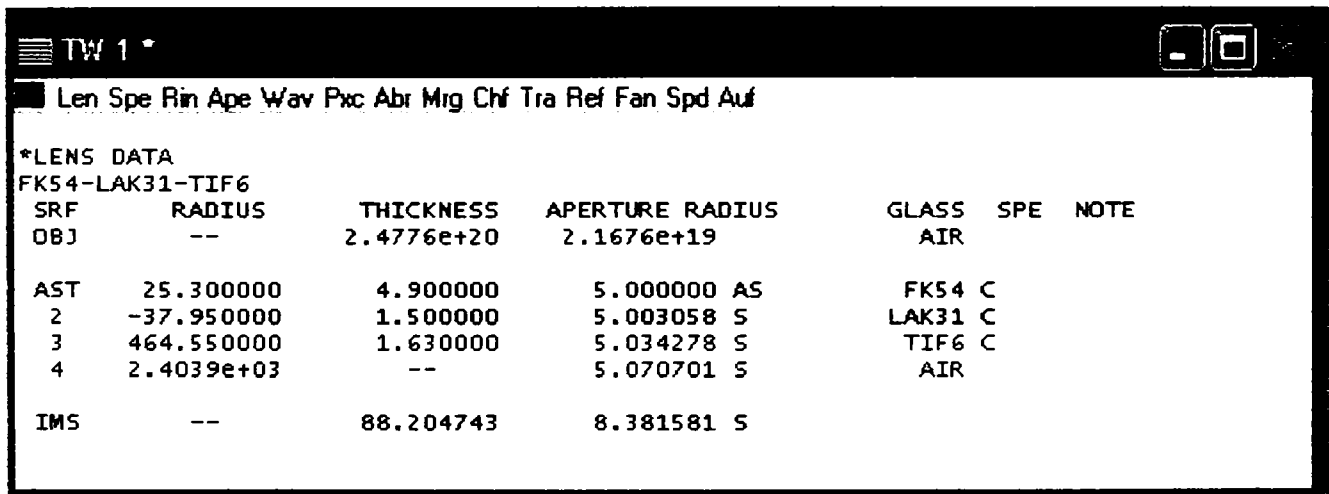 TW 1 *
Len Spe Rin Ape Wav Pxc Abr Mrg Chf Tra Ref Fan Spd Auf
*LENS DATA
FK54-LAK31-TIF6
SRF RADIUS THICKNESS APERTURE RADIUS GLASS SPE NOTE
OBJ -- 2.4776e+20 2.1676e+19 AIR
AST 25.300000 4.900000 5.000000 AS FK54 C
2 -37.950000 1.500000 5.003058 S LAK31 C
3 464.550000 1.630000 5.034278 S TIF6 C
4 2.4039e+03 -- 5.070701 S AIR
IMS -- 88.204743 8.381581 S